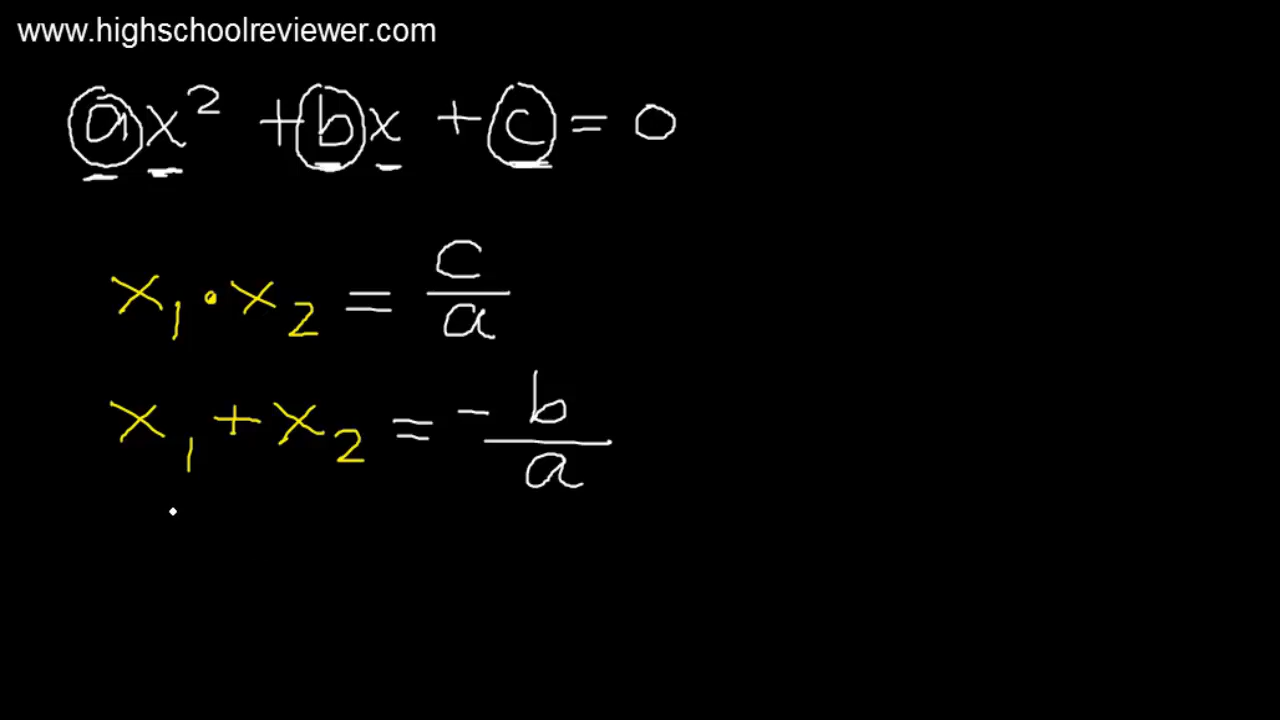 www.highschoolreviewer.com
ax² + bx + c = 0
x₁ · x₂ = c/a
x₁ + x₂ = - b/a